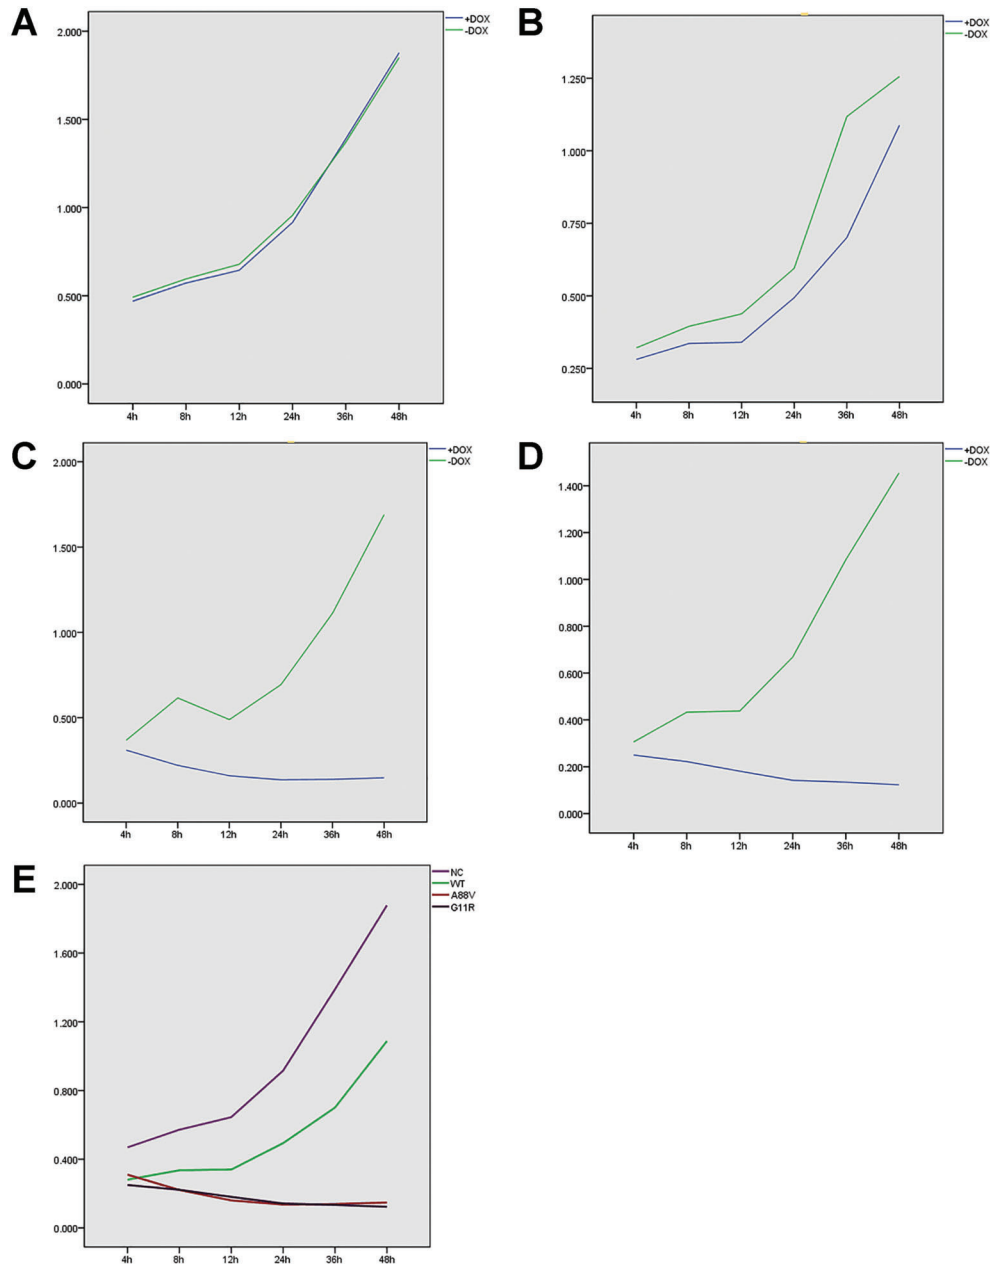 A
+DOX
-DOX
2.000
1.500
1.000
0.500
0.000
4h 8h 12h 24h 36h 48h
B
+DOX
-DOX
1.250
1.000
0.750
0.500
0.250
4h 8h 12h 24h 36h 48h
C
+DOX
-DOX
2.000
1.500
1.000
0.500
0.000
4h 8h 12h 24h 36h 48h
D
+DOX
-DOX
1.400
1.200
1.000
0.800
0.600
0.400
0.200
0.000
4h 8h 12h 24h 36h 48h
E
NC
WT
A88V
G11R
2.000
1.600
1.200
0.800
0.400
0.000
4h 8h 12h 24h 36h 48h